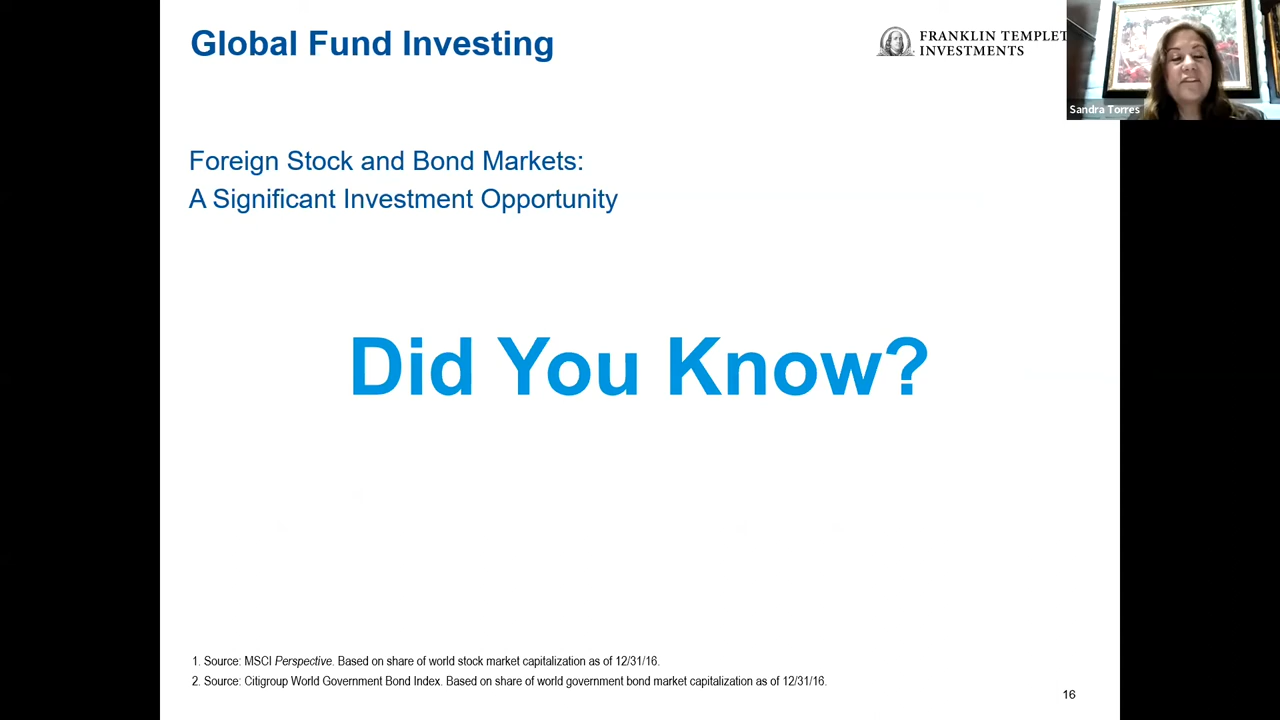 Global Fund Investing
FRANKLIN TEMPLET
INVESTMENTS
Sandra Torres
Foreign Stock and Bond Markets:
A Significant Investment Opportunity
Did You Know?
1. Source: MSCI Perspective. Based on share of world stock market capitalization as of 12/31/16.
2. Source: Citigroup World Government Bond Index. Based on share of world government bond market capitalization as of 12/31/16.
16